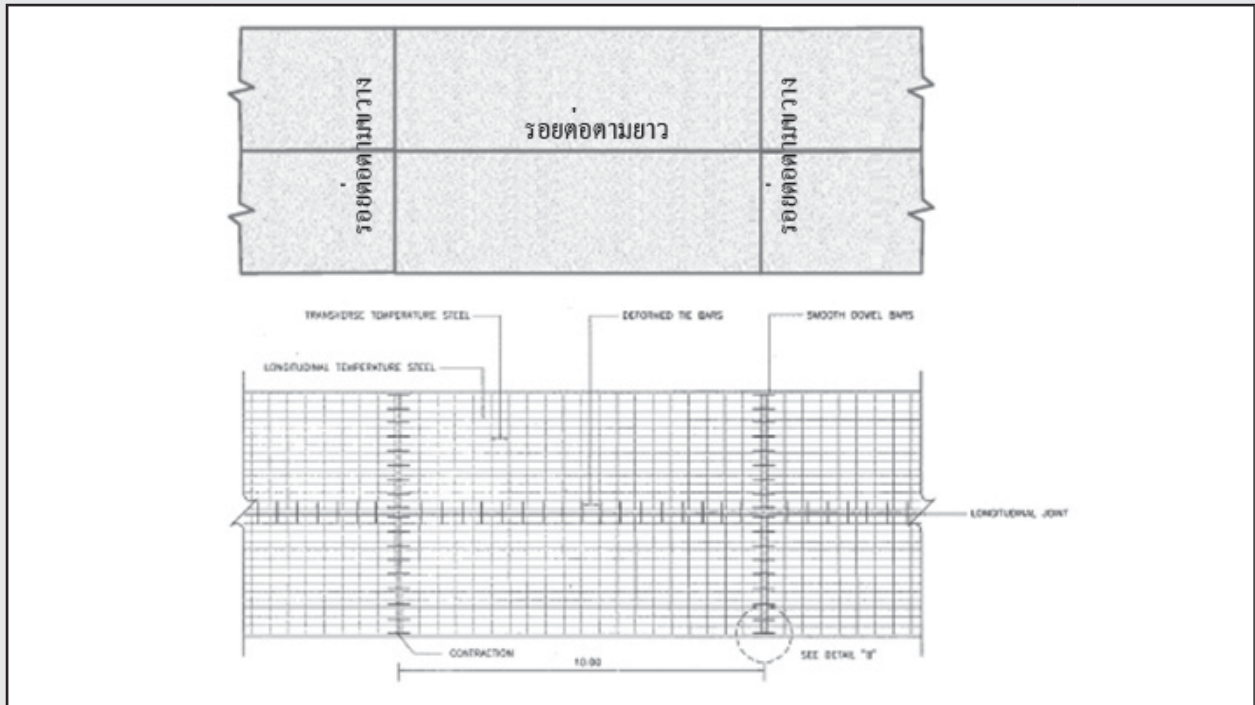 รอยต่อตามขวาง
รอยต่อตามยาว
รอยต่อตามขวาง
TRANSVERSE TEMPERATURE STEEL
DEFORMED TIE BARS
SMOOTH DOWEL BARS
LONGITUDINAL TEMPERATURE STEEL
LONGITUDINAL JOINT
CONTRACTION
10.00
SEE DETAIL "B"